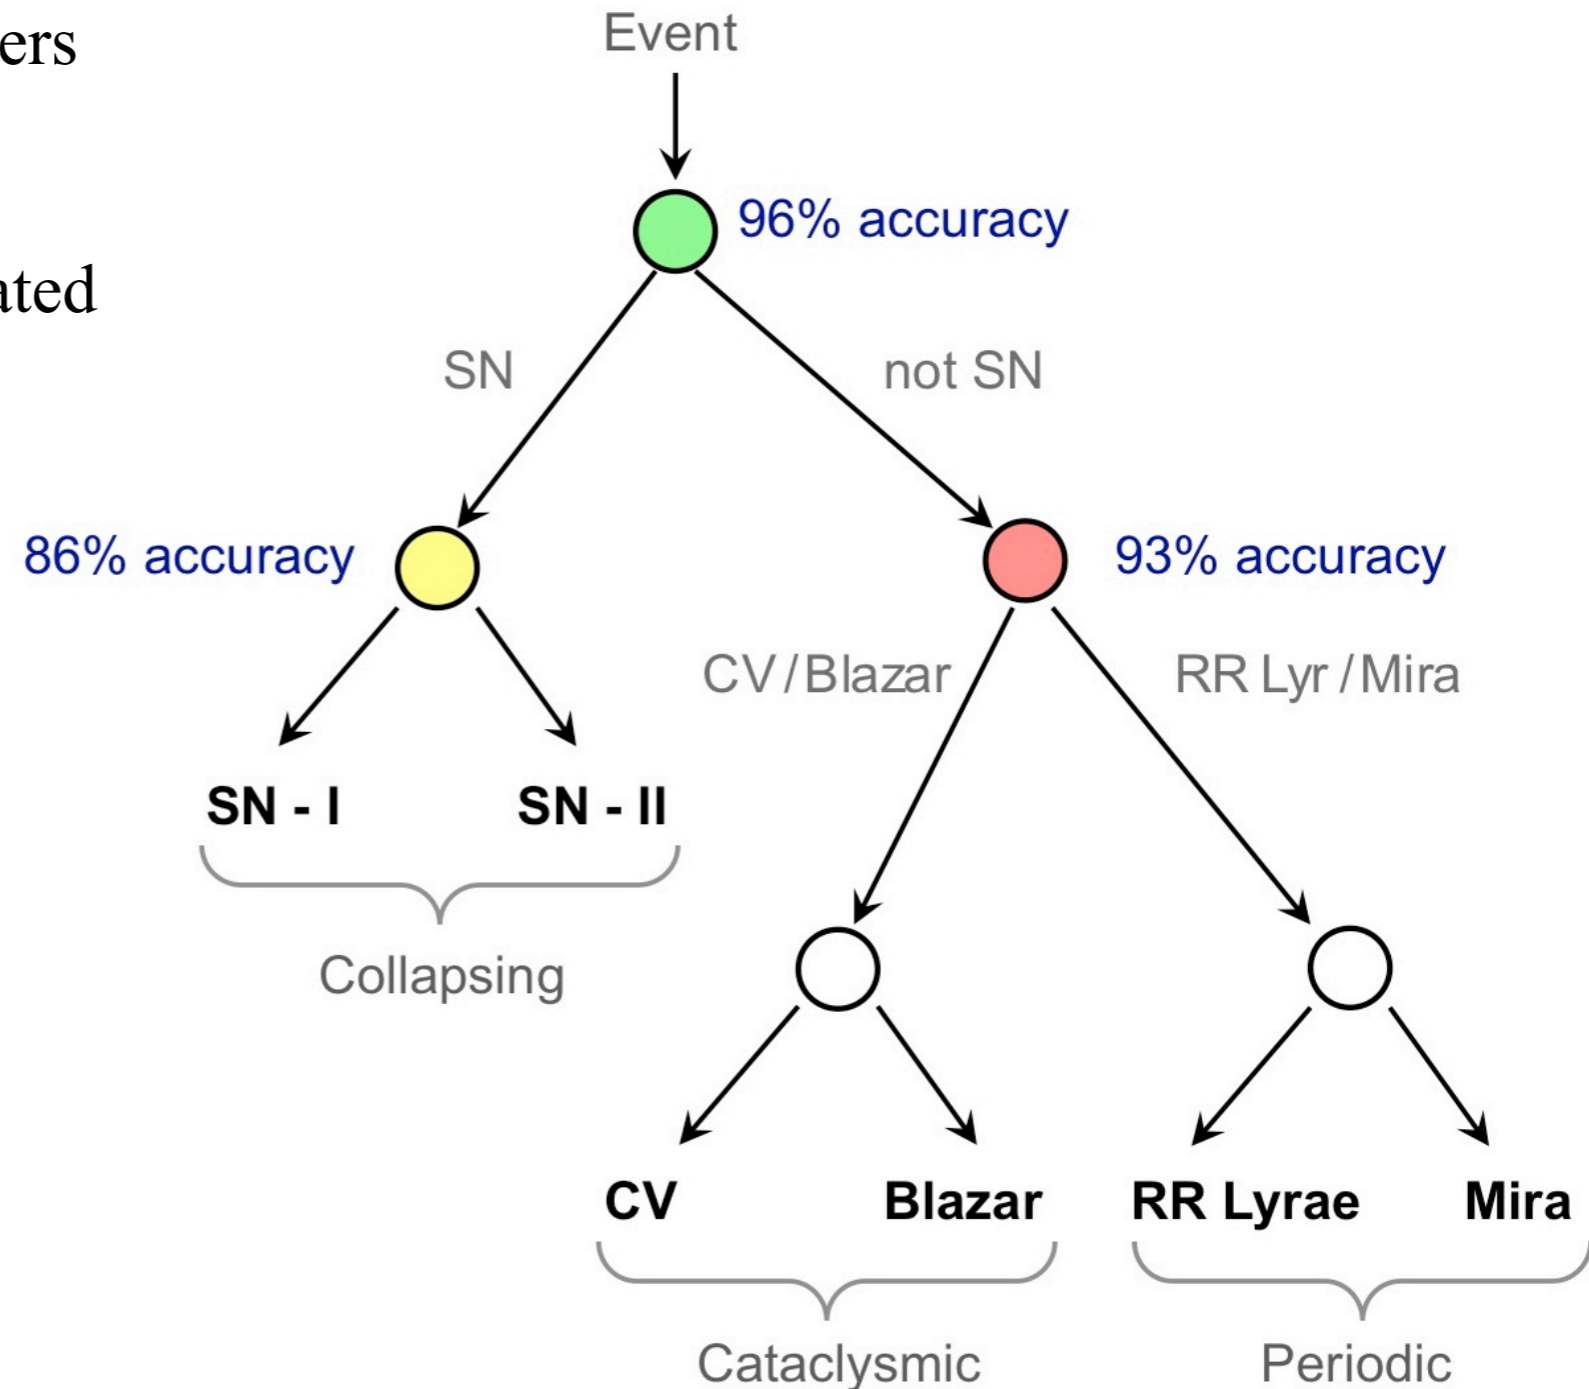 ers
ated
Event
96% accuracy
SN
not SN
86% accuracy
93% accuracy
CV/Blazar
RR Lyr/Mira
SN - I
SN - II
Collapsing
CV
Blazar
RR Lyrae
Mira
Cataclysmic
Periodic